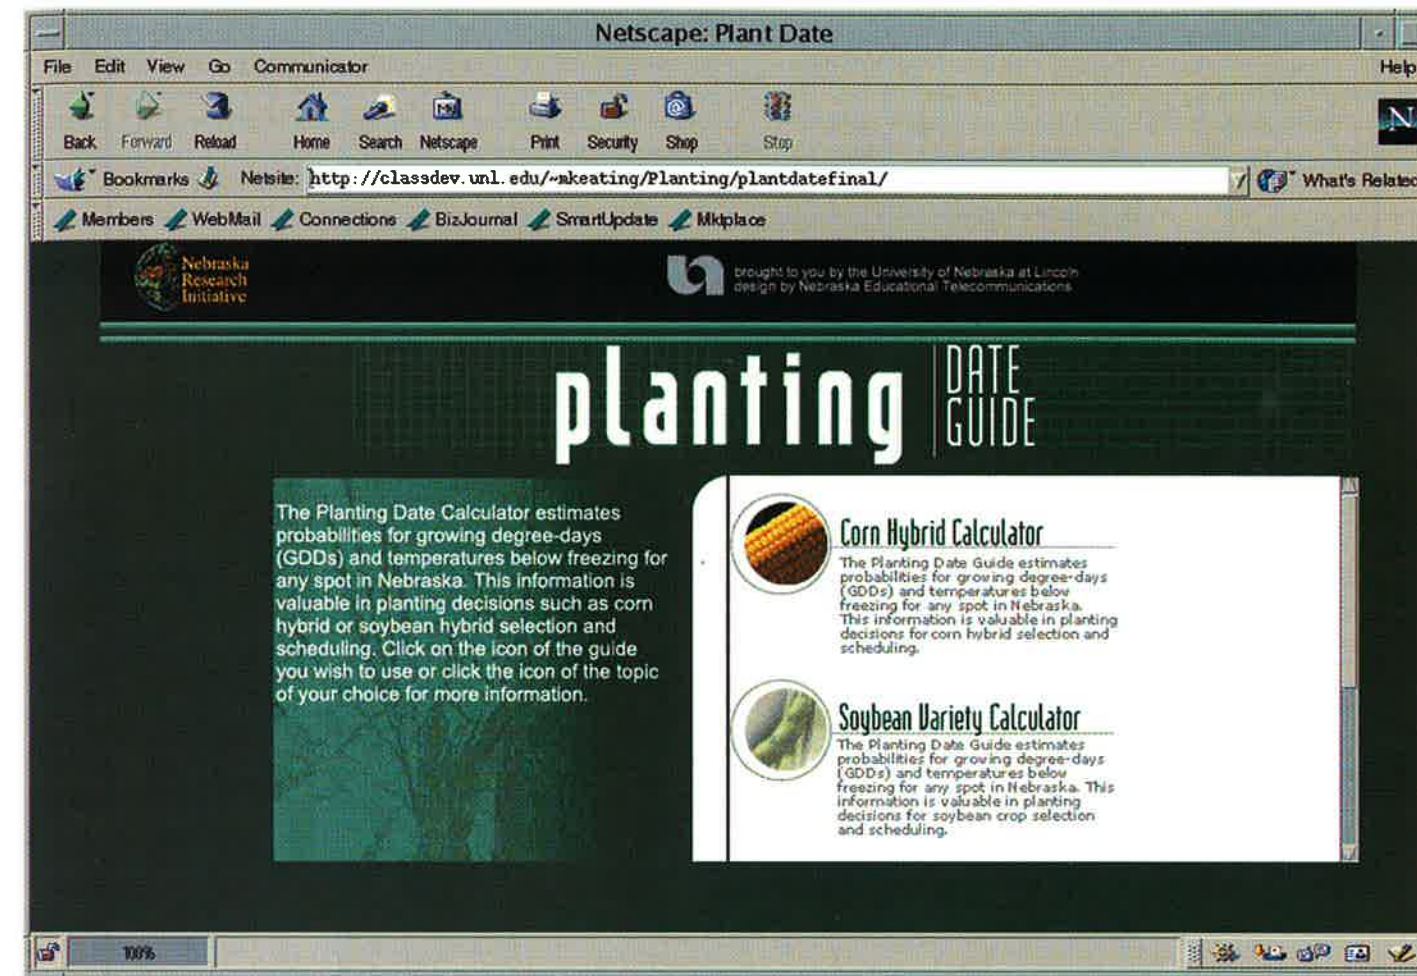 Netscape: Plant Date
File Edit View Go Communicator Help
Back Forward Reload Home Search Netscape Print Security Shop Stop
N
Bookmarks Netsite: http://classdev.unl.edu/~mkeating/Planting/plantdatefinal/ What's Related
Members WebMail Connections BizJournal SmartUpdate Mktplace
Nebraska
Research
Initiative
brought to you by the University of Nebraska at Lincoln
design by Nebraska Educational Telecommunications
planting DATE
GUIDE
The Planting Date Calculator estimates
probabilities for growing degree-days
(GDDs) and temperatures below freezing for
any spot in Nebraska. This information is
valuable in planting decisions such as corn
hybrid or soybean hybrid selection and
scheduling. Click on the icon of the guide
you wish to use or click the icon of the topic
of your choice for more information.
Corn Hybrid Calculator
The Planting Date Guide estimates
probabilities for growing degree-days
(GDDs) and temperatures below
freezing for any spot in Nebraska.
This information is valuable in planting
decisions for corn hybrid selection and
scheduling.
Soybean Variety Calculator
The Planting Date Guide estimates
probabilities for growing degree-days
(GDDs) and temperatures below
freezing for any spot in Nebraska. This
information is valuable in planting
decisions for soybean crop selection
and scheduling.
100%